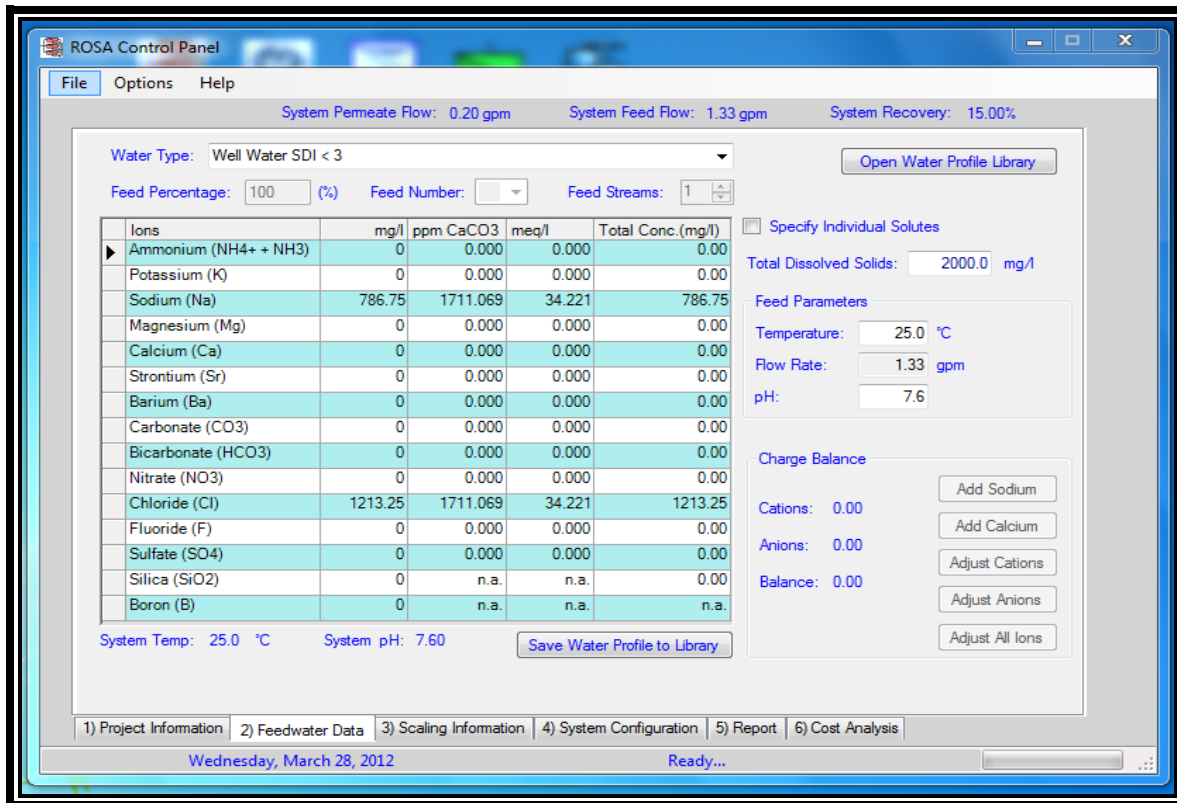 ROSA Control Panel
File Options Help
System Permeate Flow: 0.20 gpm System Feed Flow: 1.33 gpm System Recovery: 15.00%
Water Type: Well Water SDI < 3 Open Water Profile Library
Feed Percentage: 100 (%) Feed Number: Feed Streams: 1
Ions mg/l ppm CaCO3 meq/l Total Conc.(mg/l)
Ammonium (NH4+ + NH3) 0 0.000 0.000 0.00
Potassium (K) 0 0.000 0.000 0.00
Sodium (Na) 786.75 1711.069 34.221 786.75
Magnesium (Mg) 0 0.000 0.000 0.00
Calcium (Ca) 0 0.000 0.000 0.00
Strontium (Sr) 0 0.000 0.000 0.00
Barium (Ba) 0 0.000 0.000 0.00
Carbonate (CO3) 0 0.000 0.000 0.00
Bicarbonate (HCO3) 0 0.000 0.000 0.00
Nitrate (NO3) 0 0.000 0.000 0.00
Chloride (Cl) 1213.25 1711.069 34.221 1213.25
Fluoride (F) 0 0.000 0.000 0.00
Sulfate (SO4) 0 0.000 0.000 0.00
Silica (SiO2) 0 n.a. n.a. 0.00
Boron (B) 0 n.a. n.a. n.a.
System Temp: 25.0 °C System pH: 7.60 Save Water Profile to Library
Specify Individual Solutes
Total Dissolved Solids: 2000.0 mg/l
Feed Parameters
Temperature: 25.0 °C
Flow Rate: 1.33 gpm
pH: 7.6
Charge Balance
Cations: 0.00
Anions: 0.00
Balance: 0.00
Add Sodium
Add Calcium
Adjust Cations
Adjust Anions
Adjust All Ions
1) Project Information 2) Feedwater Data 3) Scaling Information 4) System Configuration 5) Report 6) Cost Analysis
Wednesday, March 28, 2012 Ready...